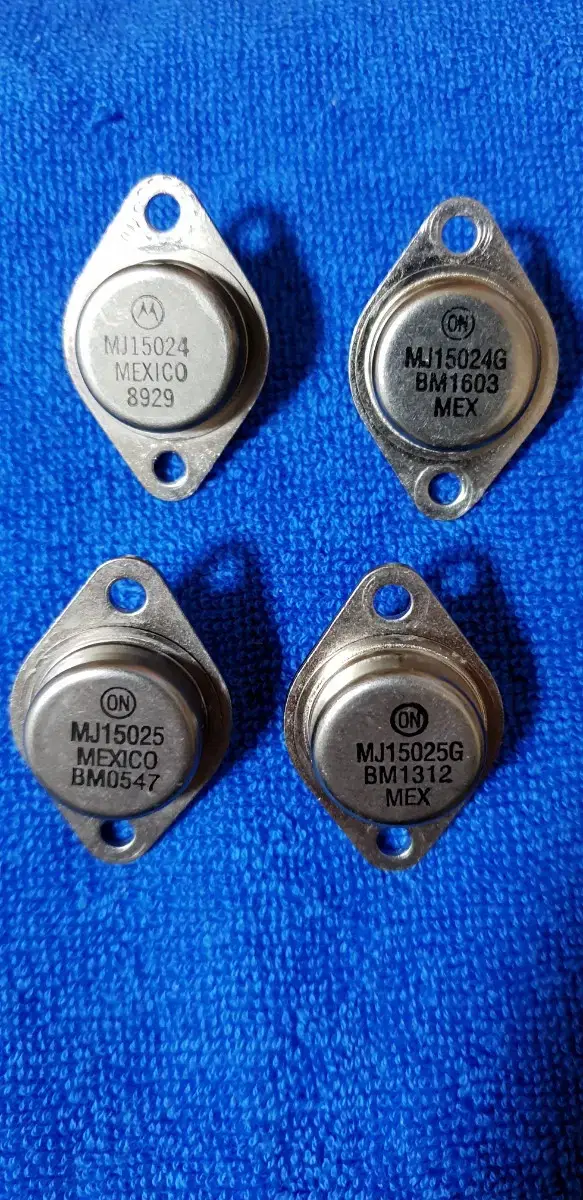 MJ15024
MEXICO
8929
ON
MJ15024G
BM1603
MEX
ON
MJ15025
MEXICO
BM0547
ON
MJ15025G
BM1312
MEX